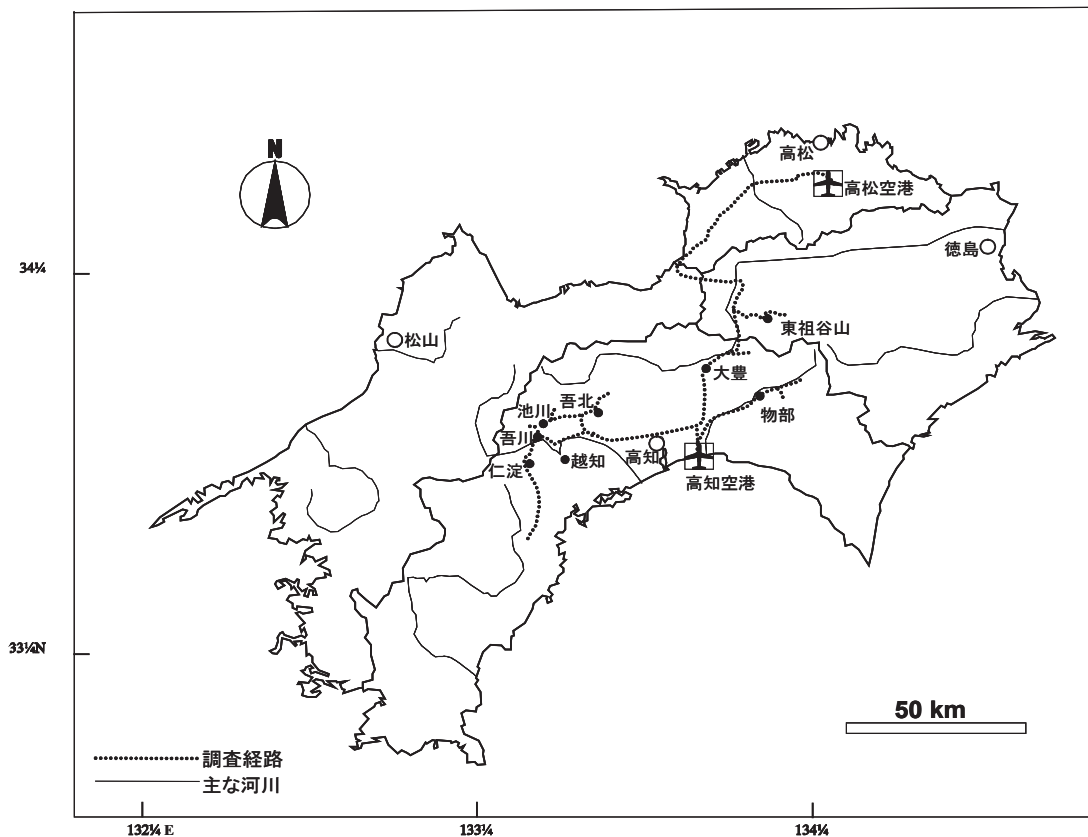 N
高松
高松空港
徳島
34¼
東祖谷山
松山
大豊
物部
吾北
池川
吾川
高知
越知
仁淀
高知空港
33¼N
50 km
調査経路
主な河川
132¼ E
133¼
134¼